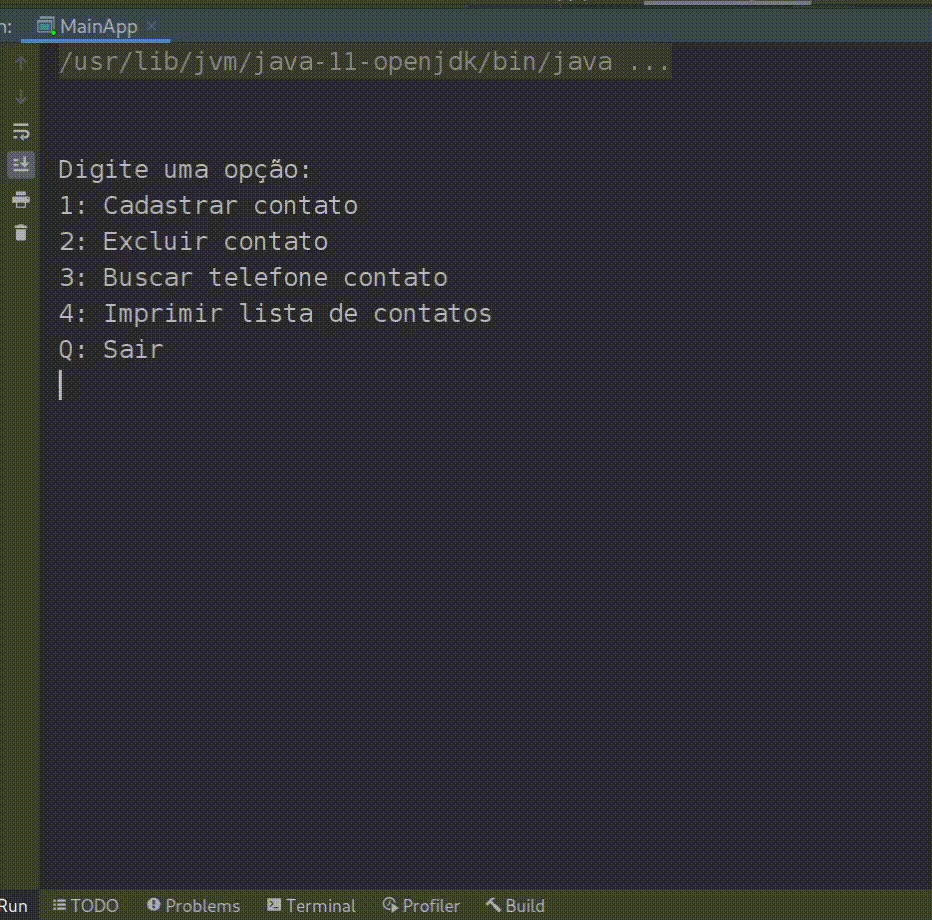 n: MainApp
/usr/lib/jvm/java-11-openjdk/bin/java ...
Digite uma opção:
1: Cadastrar contato
2: Excluir contato
3: Buscar telefone contato
4: Imprimir lista de contatos
Q: Sair
Run TODO Problems Terminal Profiler Build